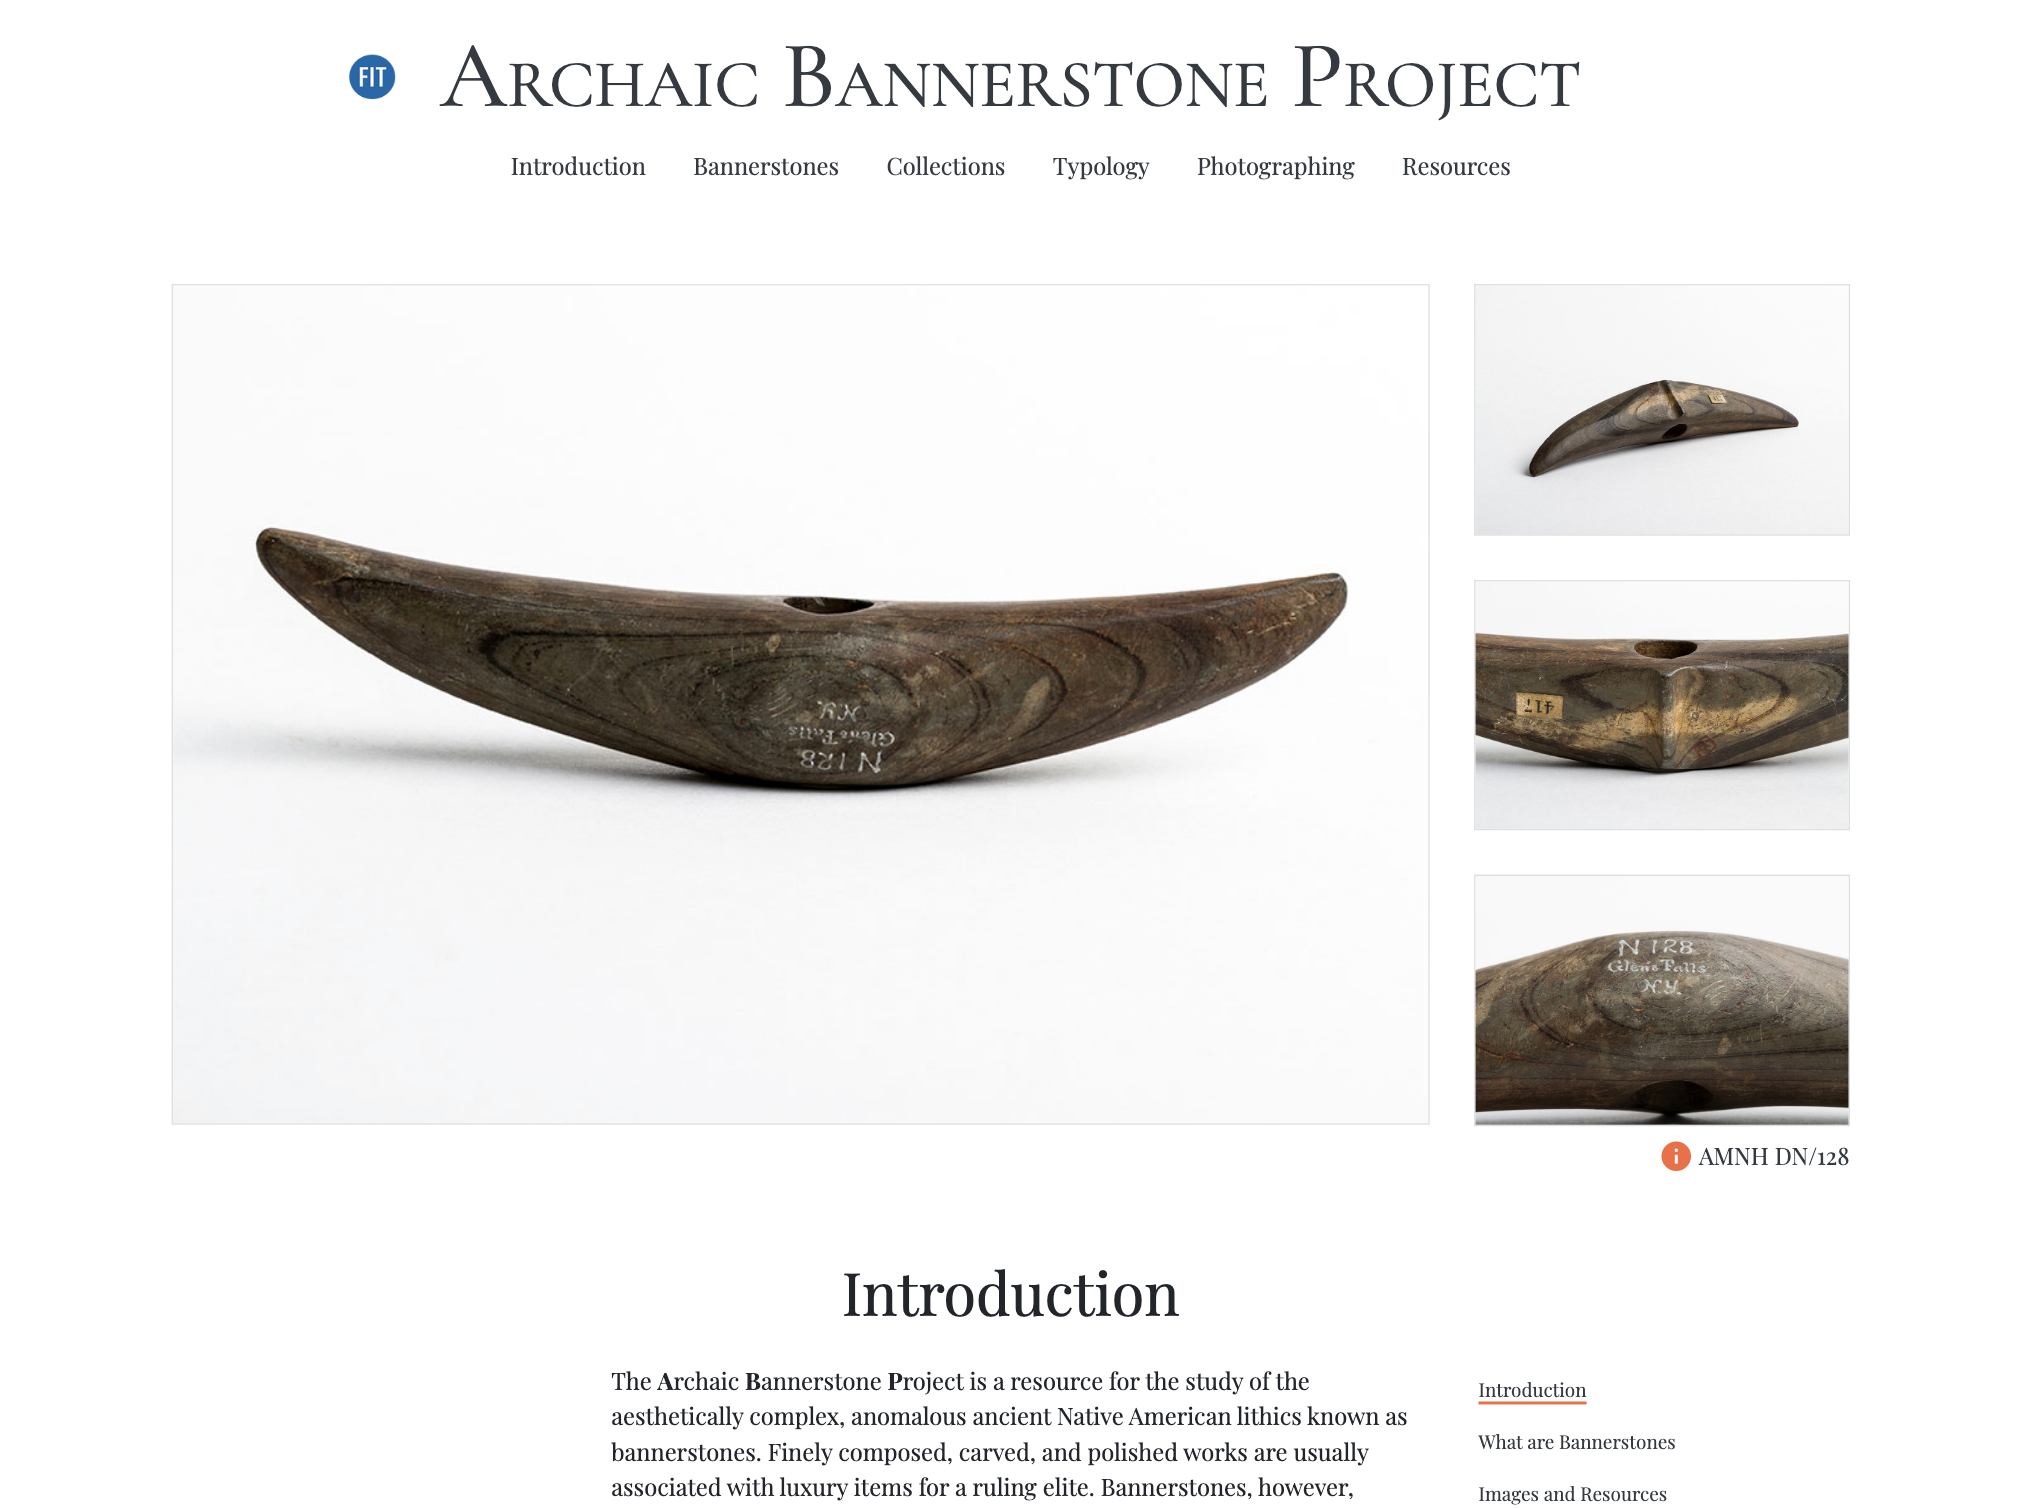 FIT
Archaic Bannerstone Project
Introduction Bannerstones Collections Typology Photographing Resources
N 128
Glens Falls
N.Y.
417
N 128
Glens Falls
N.Y.
AMNH DN/128
Introduction
The Archaic Bannerstone Project is a resource for the study of the
aesthetically complex, anomalous ancient Native American lithics known as
bannerstones. Finely composed, carved, and polished works are usually
associated with luxury items for a ruling elite. Bannerstones, however,
Introduction
What are Bannerstones
Images and Resources